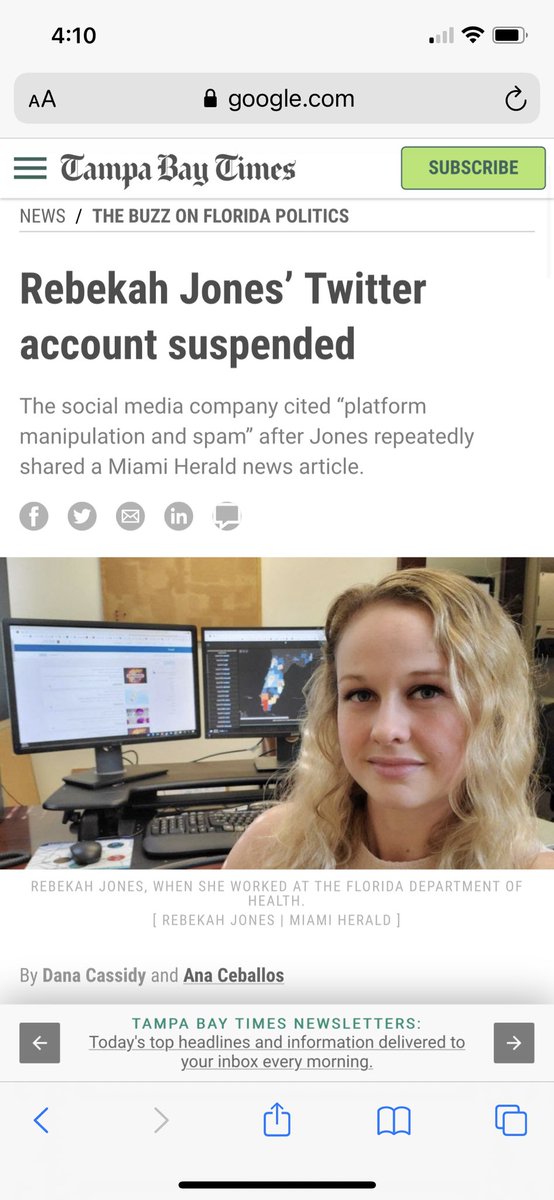 4:10
AA google.com
Tampa Bay Times SUBSCRIBE
NEWS / THE BUZZ ON FLORIDA POLITICS
Rebekah Jones’ Twitter
account suspended
The social media company cited “platform
manipulation and spam” after Jones repeatedly
shared a Miami Herald news article.
REBEKAH JONES, WHEN SHE WORKED AT THE FLORIDA DEPARTMENT OF
HEALTH.
[ REBEKAH JONES | MIAMI HERALD ]
By Dana Cassidy and Ana Ceballos
TAMPA BAY TIMES NEWSLETTERS:
Today's top headlines and information delivered to
your inbox every morning.